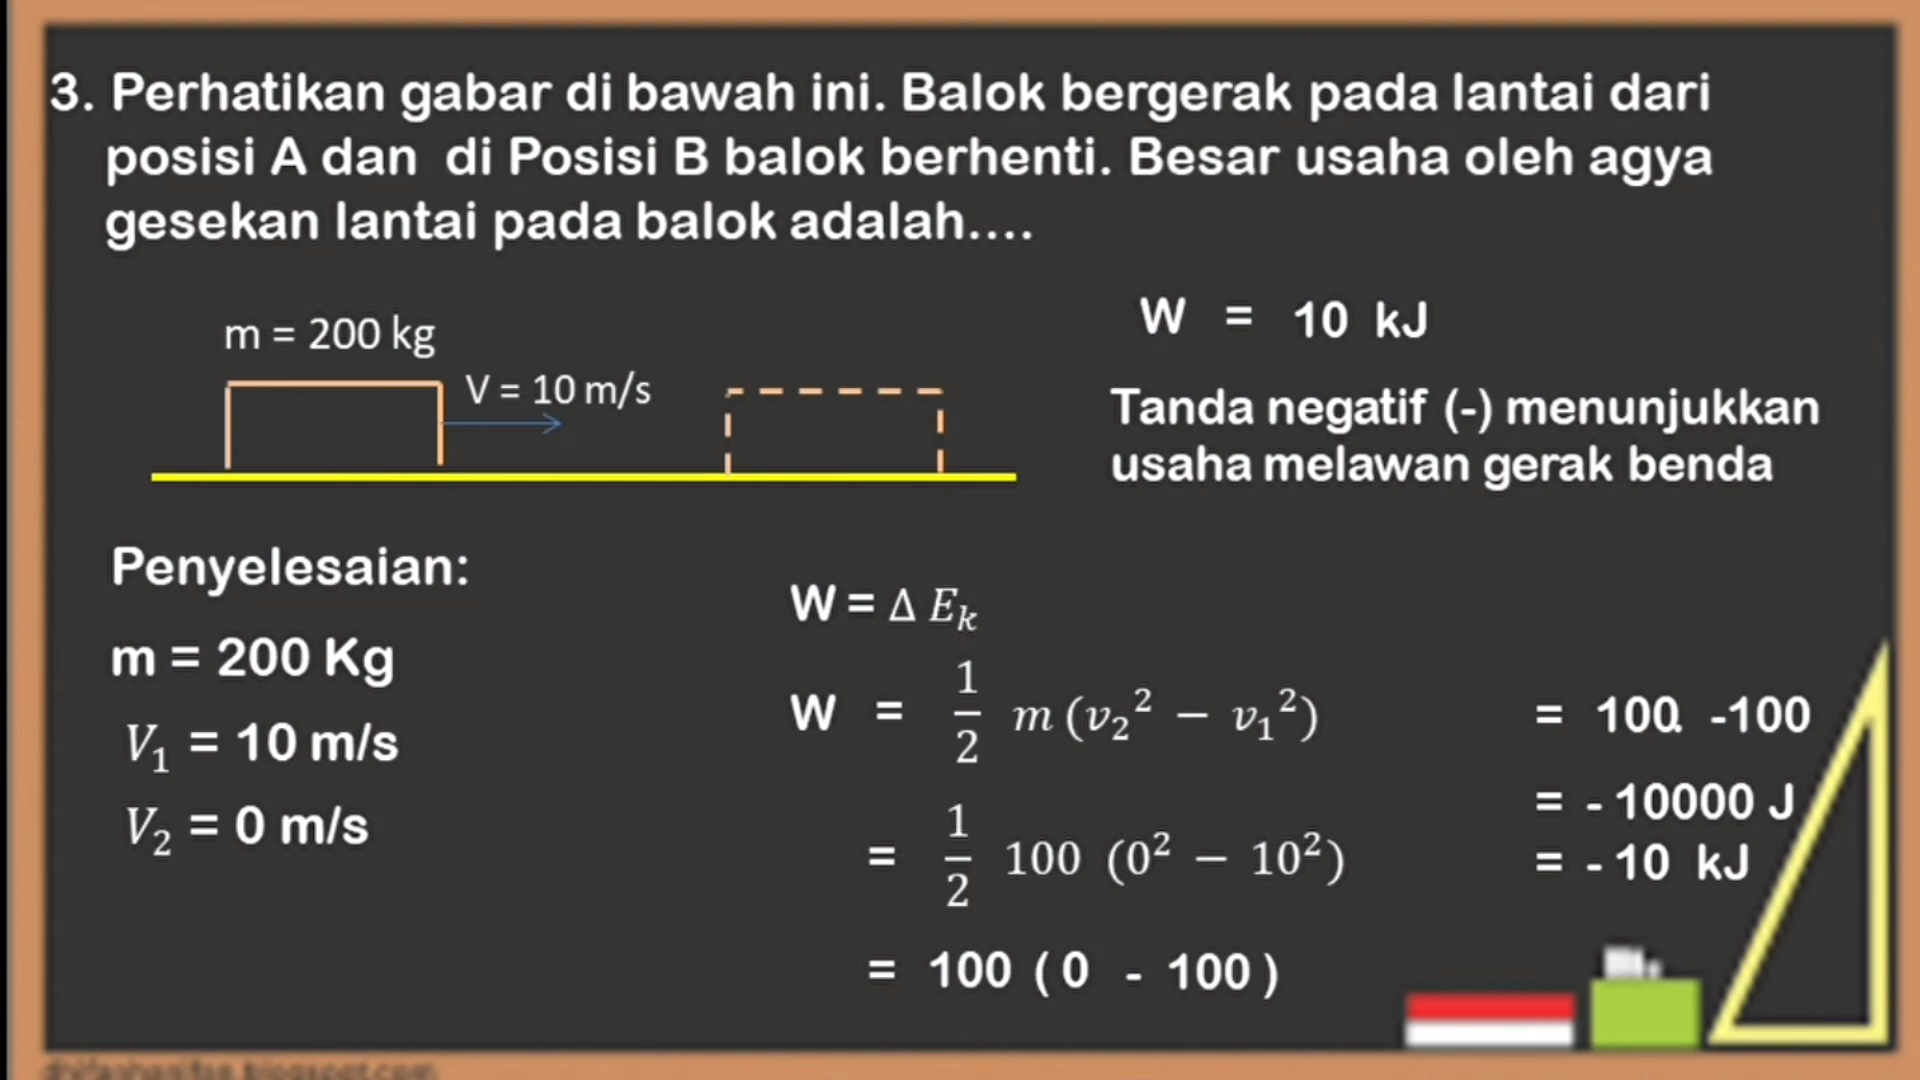 3. Perhatikan gabar di bawah ini. Balok bergerak pada lantai dari
posisi A dan di Posisi B balok berhenti. Besar usaha oleh agya
gesekan lantai pada balok adalah....
m = 200 kg
V = 10 m/s
W = 10 kJ
Tanda negatif (-) menunjukkan
usaha melawan gerak benda
Penyelesaian:
m = 200 Kg
V₁ = 10 m/s
V₂ = 0 m/s
W = Δ Eₖ
W = 1/2 m (v₂² − v₁²)
= 1/2 100 (0² − 10²)
= 100 ( 0 - 100 )
= 100. -100
= - 10000 J
= - 10 kJ